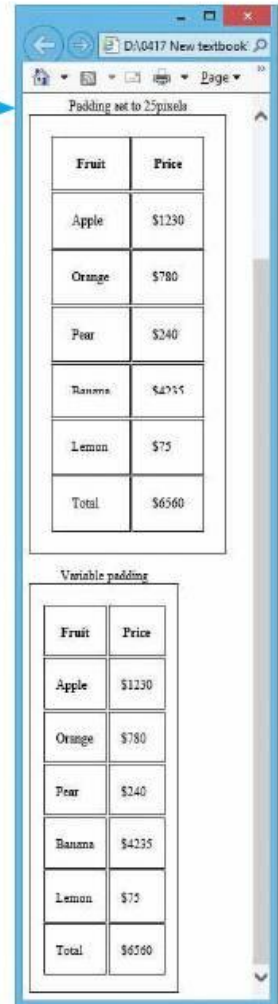 D:\0417 New textbook
Page
Padding set to 25pixels
Fruit Price
Apple $1230
Orange $780
Pear $240
Banana $4235
Lemon $75
Total $6560
Variable padding
Fruit Price
Apple $1230
Orange $780
Pear $240
Banana $4235
Lemon $75
Total $6560